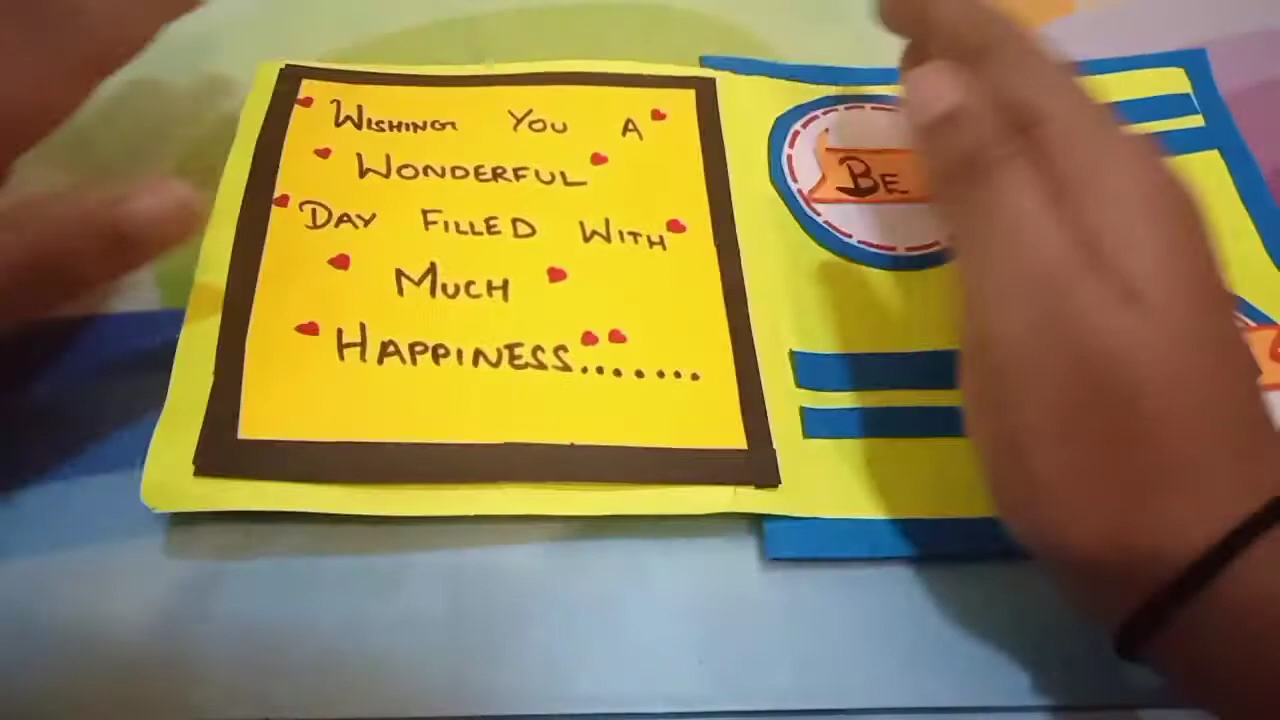 WISHING YOU A
WONDERFUL
DAY FILLED WITH
MUCH
HAPPINESS.......
BE